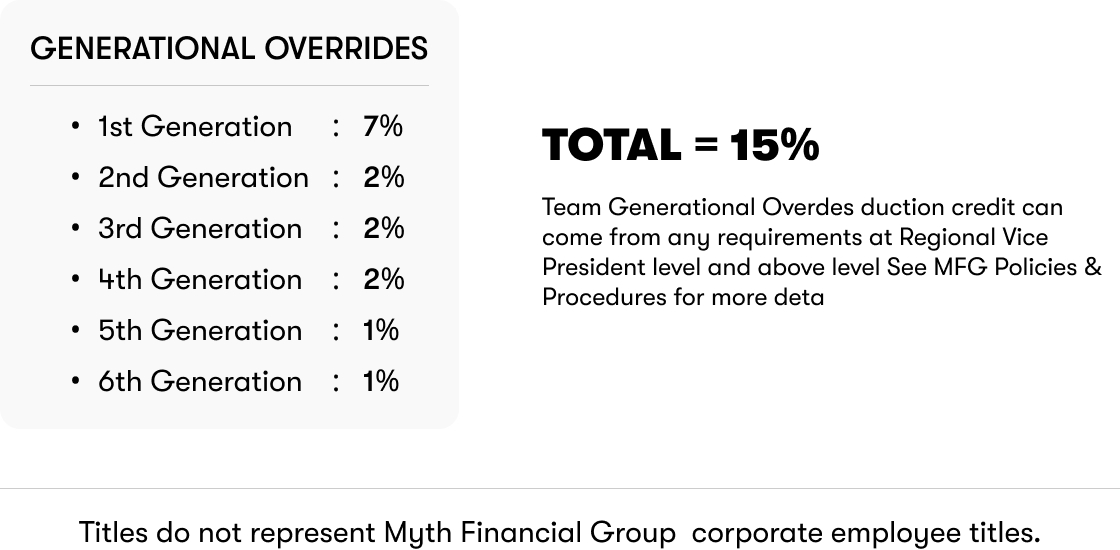 GENERATIONAL OVERRIDES
• 1st Generation : 7%
• 2nd Generation : 2%
• 3rd Generation : 2%
• 4th Generation : 2%
• 5th Generation : 1%
• 6th Generation : 1%
TOTAL = 15%
Team Generational Overdes duction credit can
come from any requirements at Regional Vice
President level and above level See MFG Policies &
Procedures for more deta
Titles do not represent Myth Financial Group corporate employee titles.